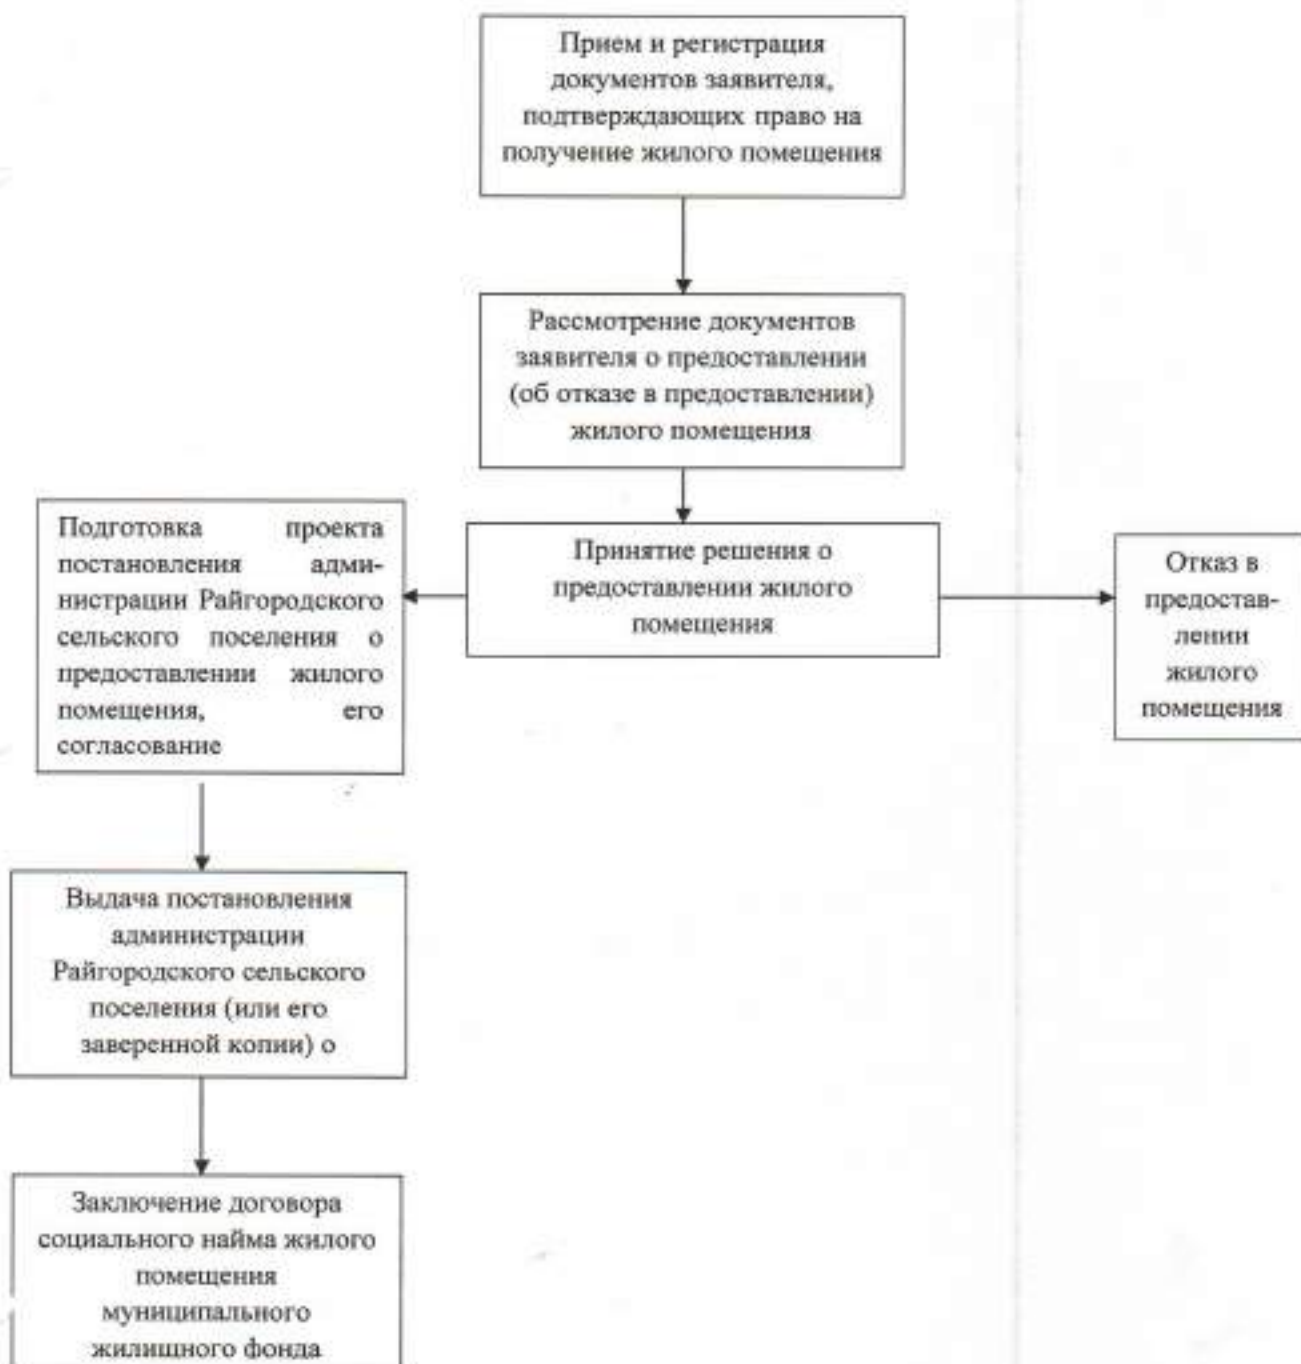 Прием и регистрация
документов заявителя,
подтверждающих право на
получение жилого помещения
Рассмотрение документов
заявителя о предоставлении
(об отказе в предоставлении)
жилого помещения
Принятие решения о
предоставлении жилого
помещения
Подготовка проекта
постановления адми-
нистрации Райгородского
сельского поселения о
предоставлении жилого
помещения, его
согласование
Отказ в
предостав-
лении
жилого
помещения
Выдача постановления
администрации
Райгородского сельского
поселения (или его
заверенной копии) о
Заключение договора
социального найма жилого
помещения
муниципального
жилищного фонда